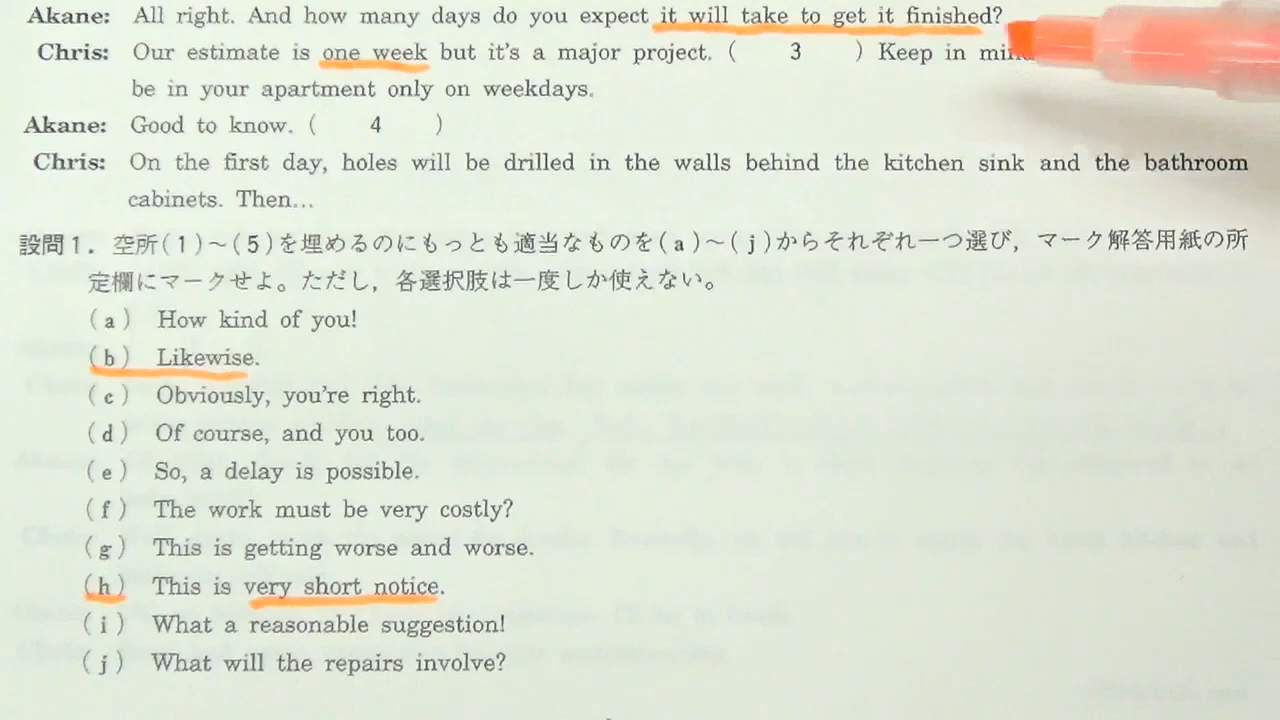 Akane: All right. And how many days do you expect it will take to get it finished?
Chris: Our estimate is one week but it's a major project. ( 3 ) Keep in
be in your apartment only on weekdays.
Akane: Good to know. ( 4 )
Chris: On the first day, holes will be drilled in the walls behind the kitchen sink and the bathroom
cabinets. Then...
設問1. 空所(1)~(5)を埋めるのにもっとも適当なものを(a)~(j)からそれぞれ一つ選び, マーク解答用紙の所
定欄にマークせよ。ただし, 各選択肢は一度しか使えない。
(a) How kind of you!
(b) Likewise.
(c) Obviously, you're right.
(d) Of course, and you too.
(e) So, a delay is possible.
(f) The work must be very costly?
(g) This is getting worse and worse.
(h) This is very short notice.
(i) What a reasonable suggestion!
(j) What will the repairs involve?